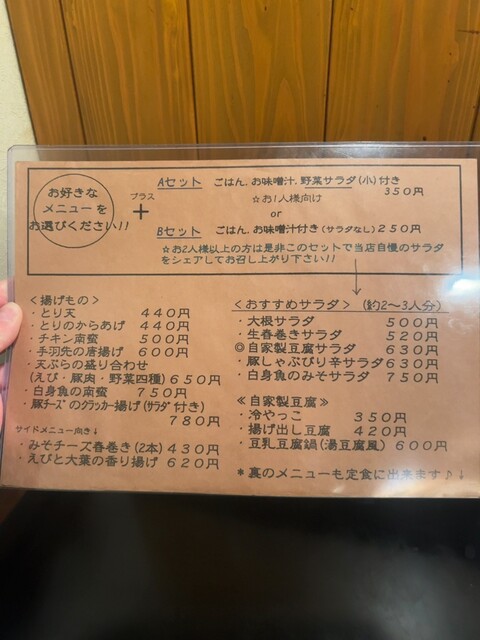 お好きな
メニューを
お選びください!!
プラス
+
Aセット ごはん、お味噌汁、野菜サラダ(小)付き
350円
☆お1人様向け
or
Bセット ごはん、お味噌汁付き(サラダなし)250円
☆お2人様以上の方は是非このセットで当店自慢のサラダ
をシェアしてお召し上がり下さい!!
<揚げもの>
・とり天 440円
・とりのからあげ 440円
・チキン南蛮 500円
・手羽先の唐揚げ 600円
・天ぷらの盛り合わせ
(えび・豚肉・野菜四種)650円
・白身魚の南蛮 750円
・豚チーズのクラッカー揚げ(サラダ付き)
780円
サイドメニュー向き↓
・みそチーズ春巻き(2本)430円
・えびと大葉の香り揚げ 620円
<おすすめサラダ>(約2〜3人分)
・大根サラダ 500円
・生春巻きサラダ 520円
◎自家製豆腐サラダ 630円
・豚しゃぶぴり辛サラダ630円
・白身魚のみそサラダ 750円
≪自家製豆腐≫
・冷やっこ 350円
・揚げ出し豆腐 420円
・豆乳豆腐鍋(湯豆腐風) 600円
*裏のメニューも定食に出来ます♪↓